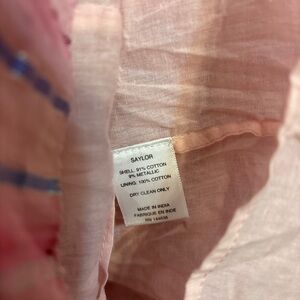 SAYLOR
SHELL: 91% COTTON
9% METALLIC
LINING: 100% COTTON
DRY CLEAN ONLY
MADE IN INDIA
FABRIQUE EN INDE